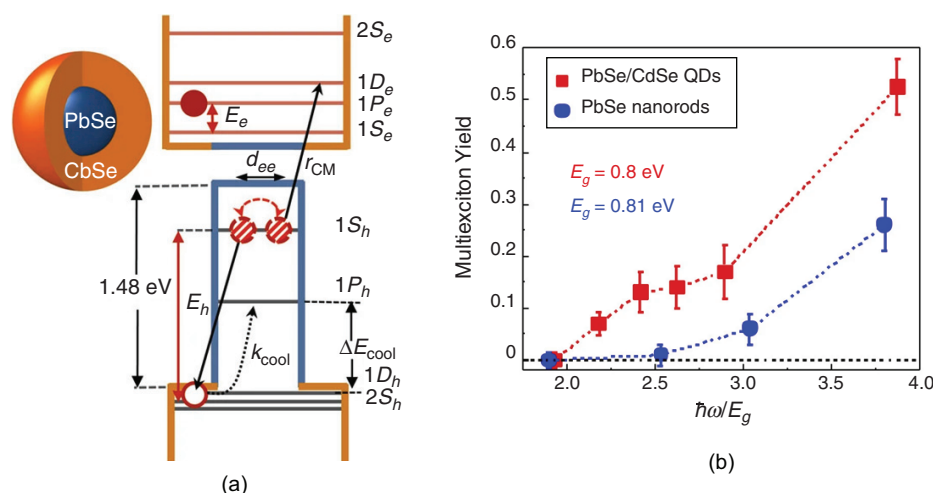 PbSe
CbSe
2S_e
1D_e
1P_e
1S_e
E_e
d_ee
r_CM
1S_h
1P_h
1.48 eV
E_h
k_cool
ΔE_cool
1D_h
2S_h
(a)
Multiexciton Yield
0.6
0.5
0.4
0.3
0.2
0.1
0
PbSe/CdSe QDs
PbSe nanorods
E_g = 0.8 eV
E_g = 0.81 eV
2.0 2.5 3.0 3.5 4.0
ℏω/E_g
(b)